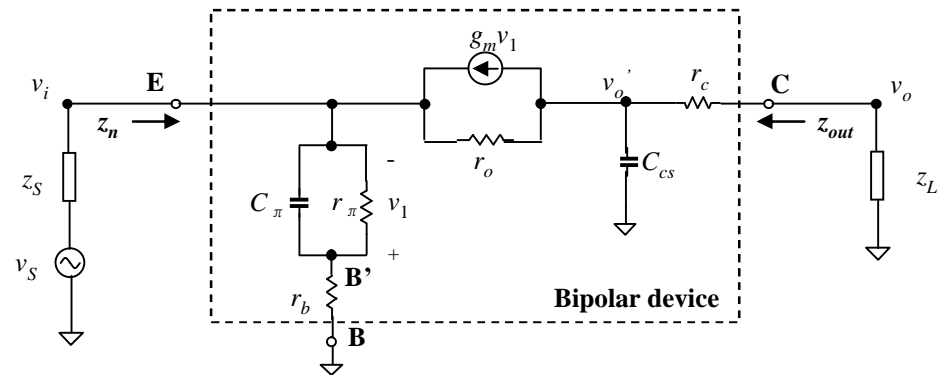 g_m v_1
v_i
E
v_o'
r_c
C
v_o
z_n
z_out
r_o
C_cs
z_S
z_L
C_π
r_π
-
v_1
+
v_S
B'
r_b
Bipolar device
B